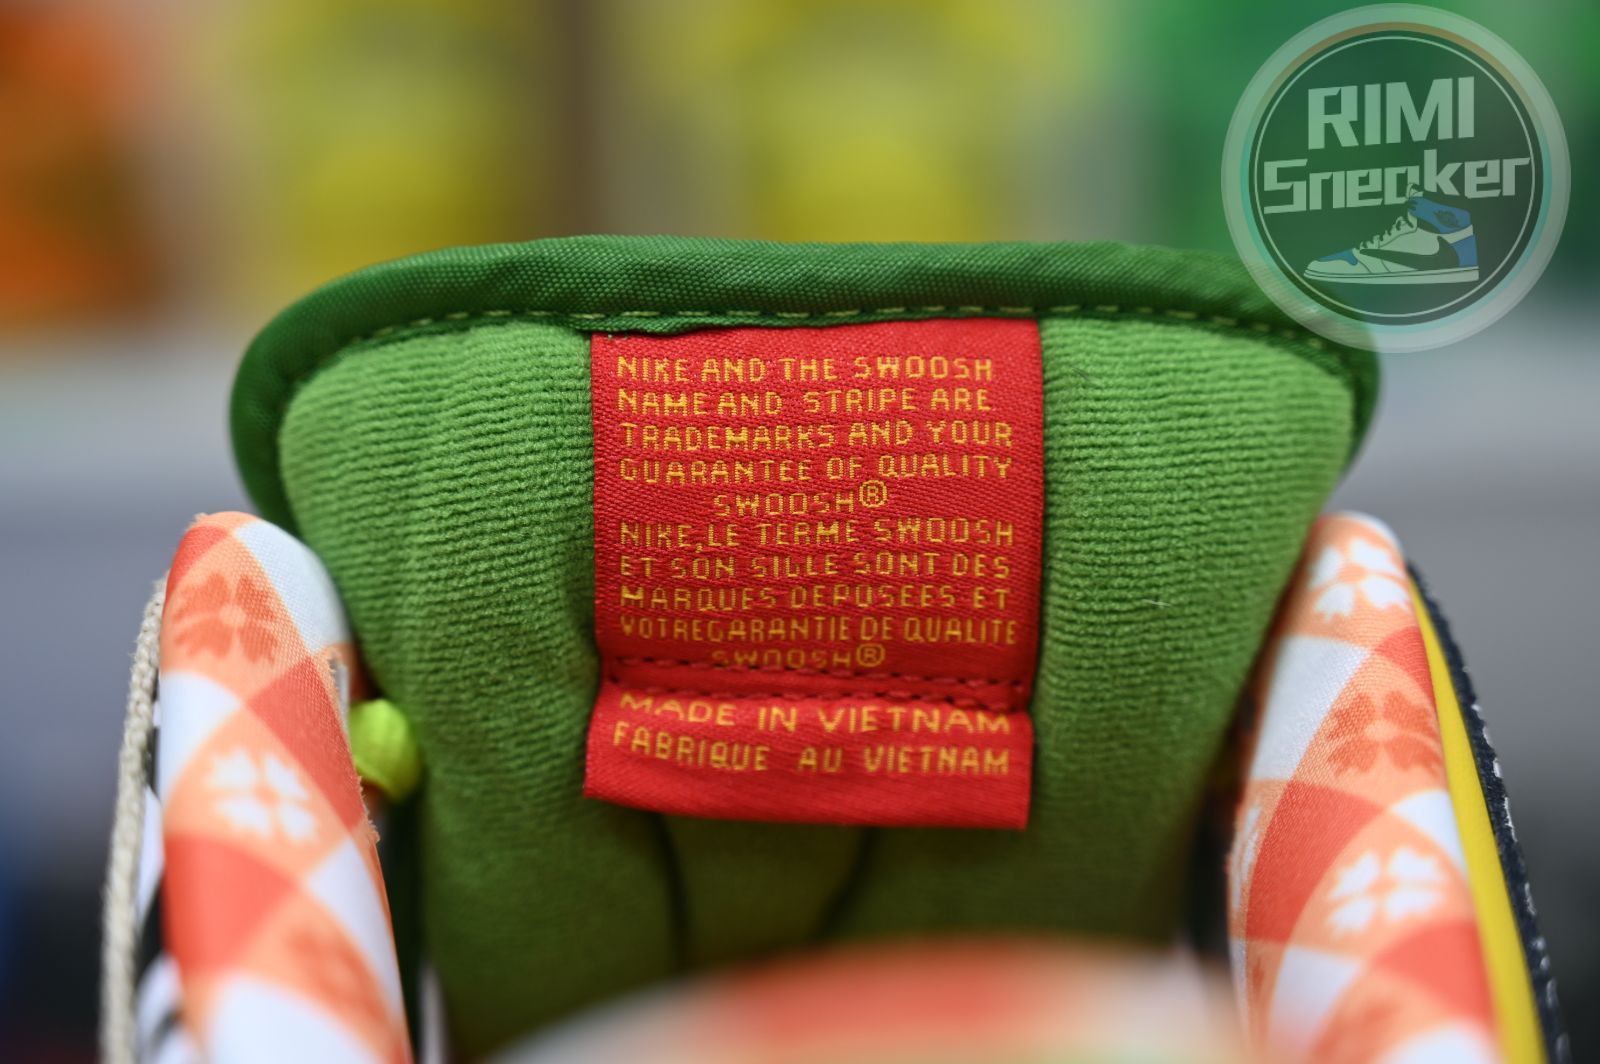 RIMI
Sneaker
NIKE AND THE SWOOSH
NAME AND STRIPE ARE
TRADEMARKS AND YOUR
GUARANTEE OF QUALITY
SWOOSH®
NIKE, LE TERME SWOOSH
ET SON SILLE SONT DES
MARQUES DEPOSEES ET
VOTRE GARANTIE DE QUALITE
SWOOSH®
MADE IN VIETNAM
FABRIQUE AU VIETNAM